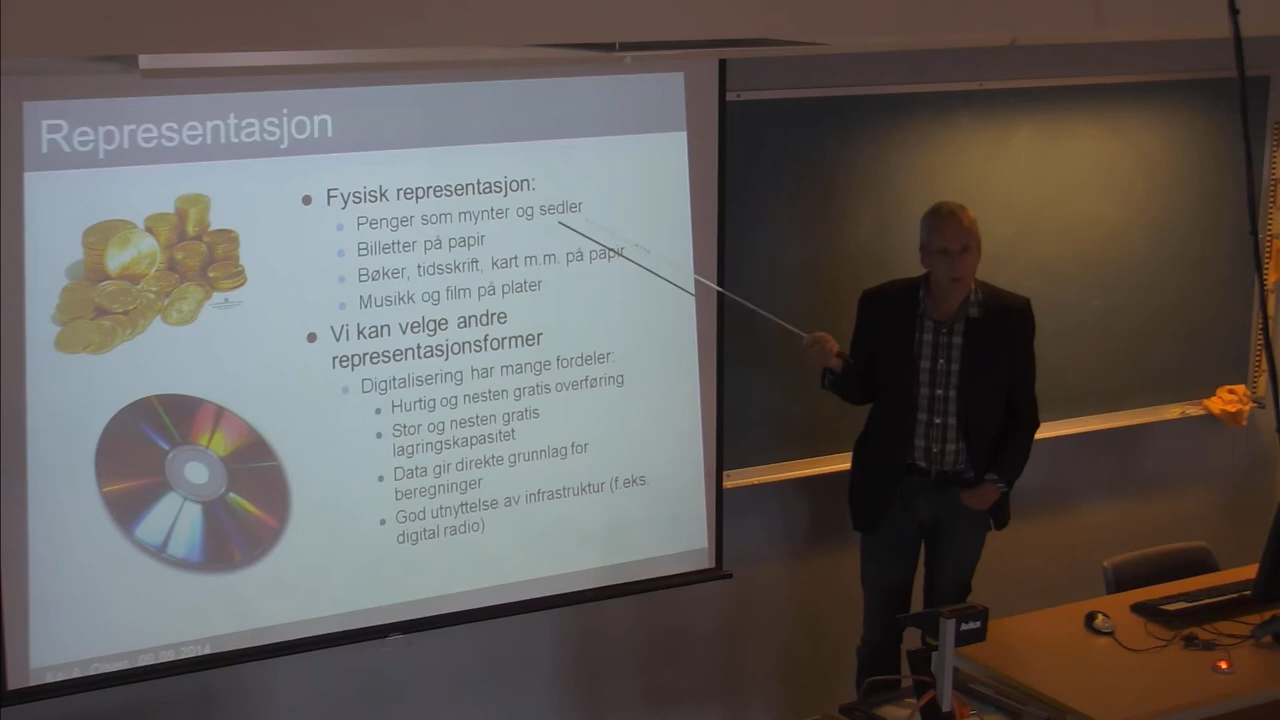 Representasjon
Fysisk representasjon:
Penger som mynter og sedler
Billetter på papir
Bøker, tidsskrift, kart m.m. på papir
Musikk og film på plater
Vi kan velge andre
representasjonsformer
Digitalisering har mange fordeler:
Hurtig og nesten gratis overføring
Stor og nesten gratis
lagringskapasitet
Data gir direkte grunnlag for
beregninger
God utnyttelse av infrastruktur (f.eks.
digital radio)
09.09.2014